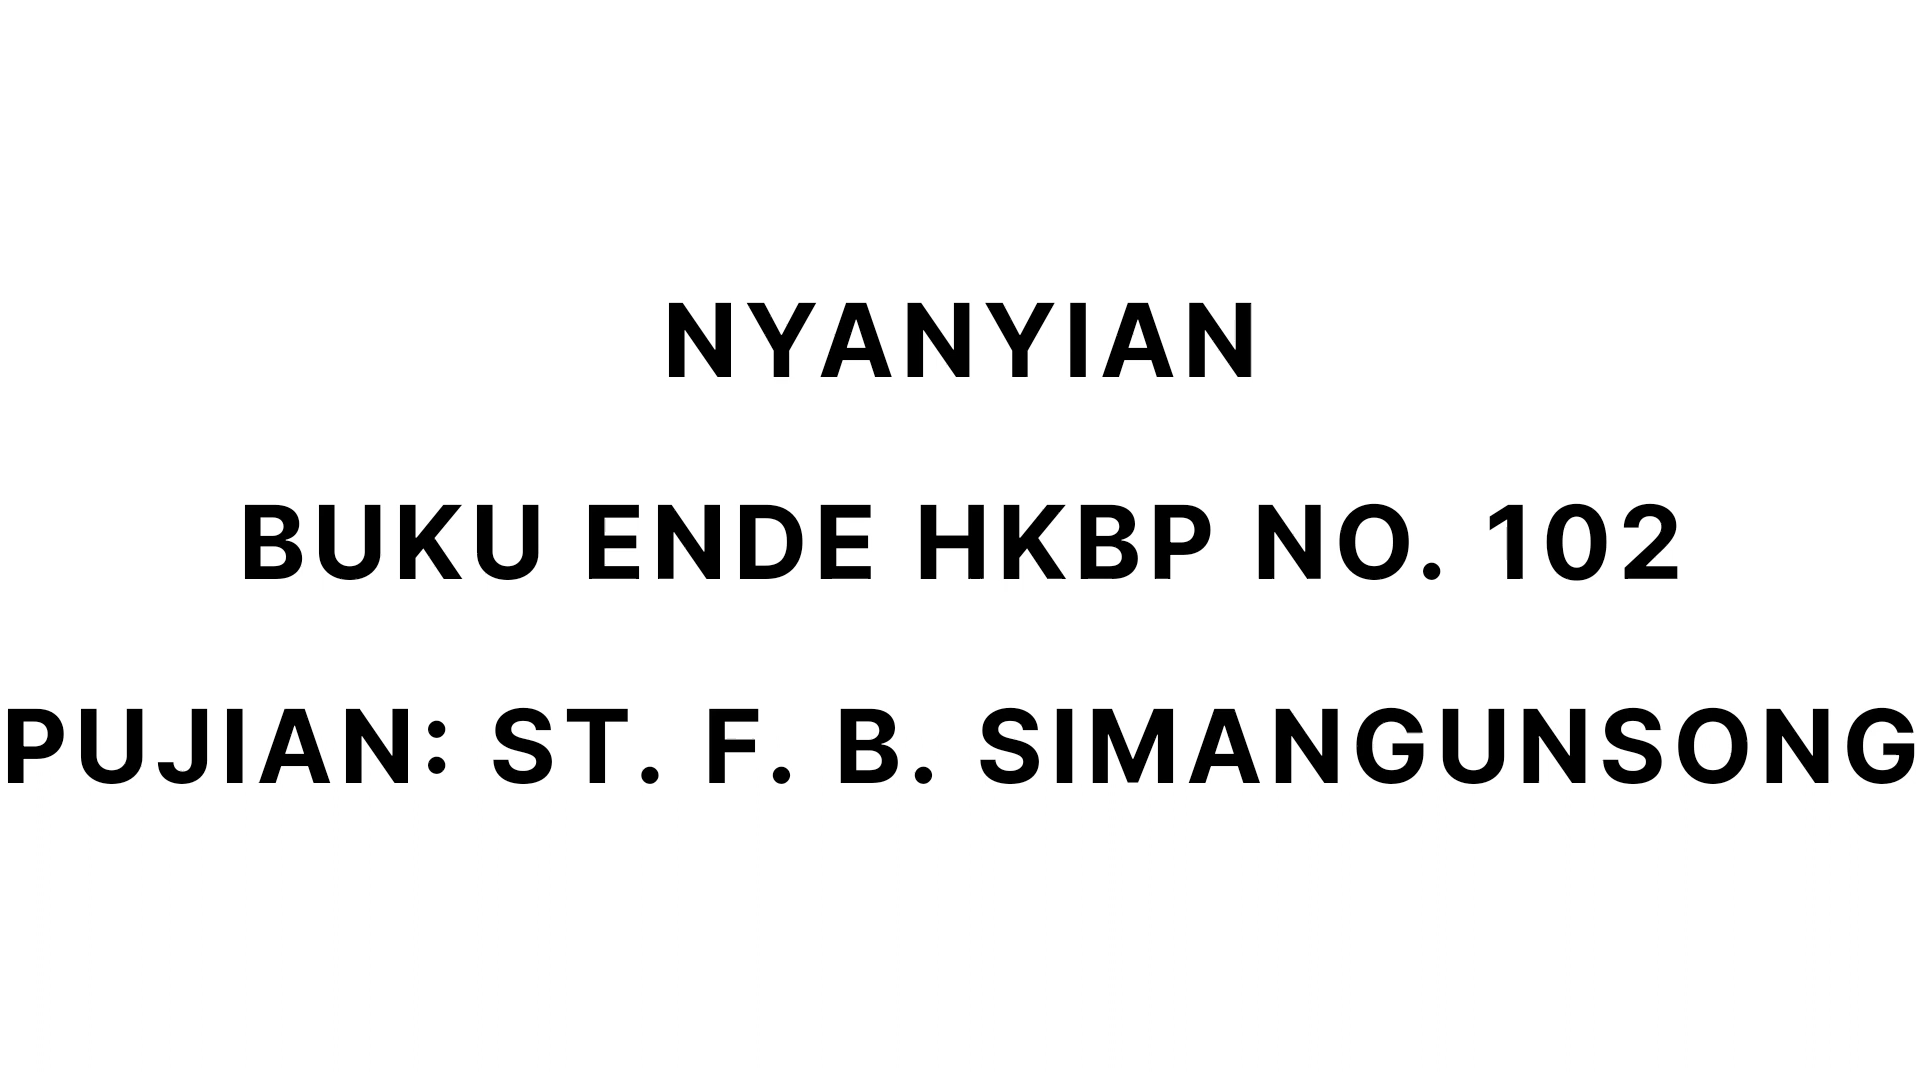 NYANYIAN
BUKU ENDE HKBP NO. 102
PUJIAN: ST. F. B. SIMANGUNSONG